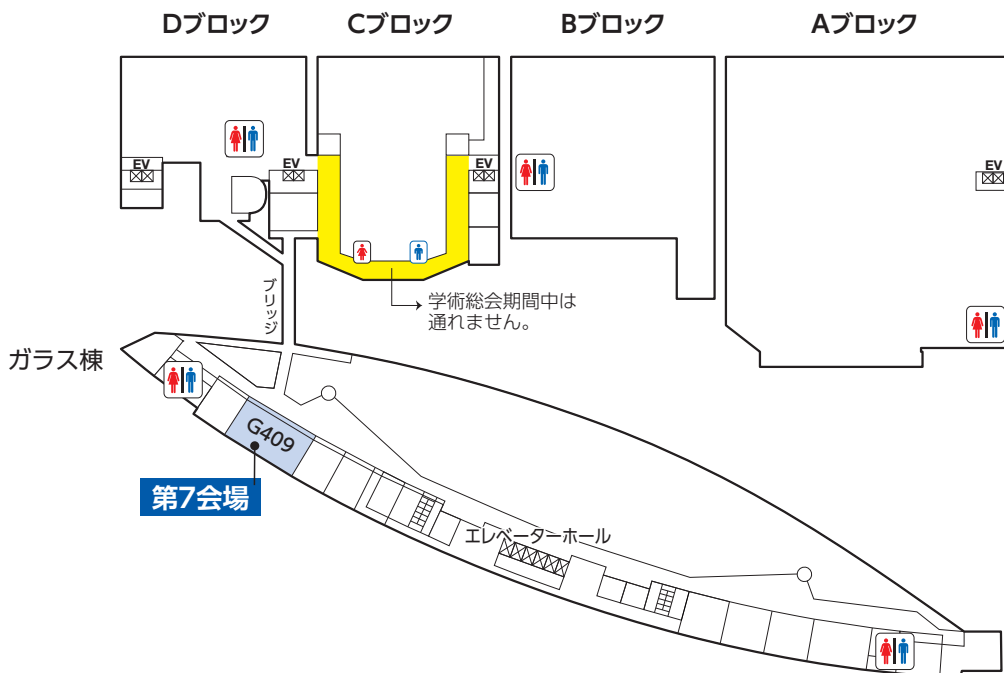 Dブロック
Cブロック
Bブロック
Aブロック
EV
EV
EV
EV
ブリッジ
学術総会期間中は
通れません。
ガラス棟
G409
第7会場
エレベーターホール